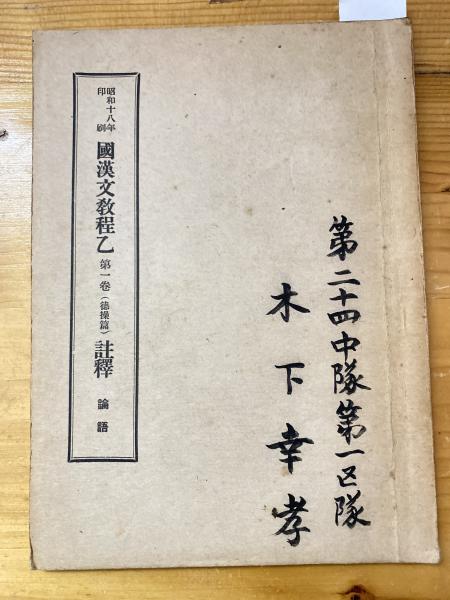 第二十四中隊第一区隊
木下幸孝
昭和十八年印刷 國漢文教程乙 第一卷（德操篇） 註釋 論語